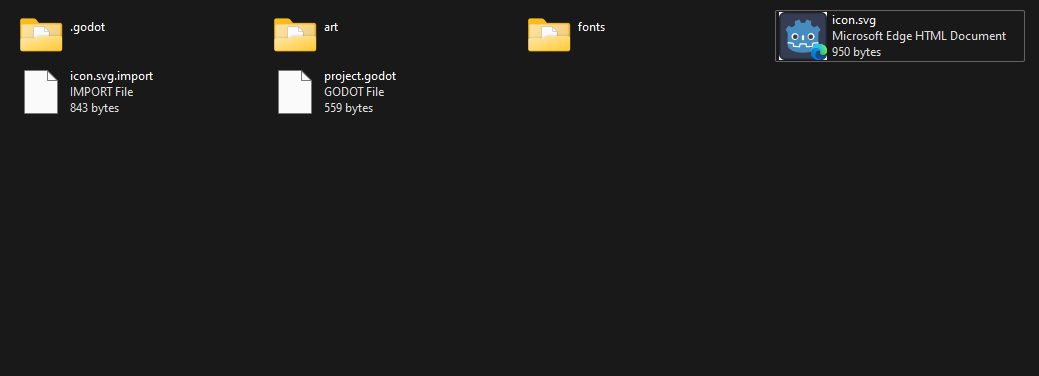 .godot
art
fonts
icon.svg
Microsoft Edge HTML Document
950 bytes
icon.svg.import
IMPORT File
843 bytes
project.godot
GODOT File
559 bytes